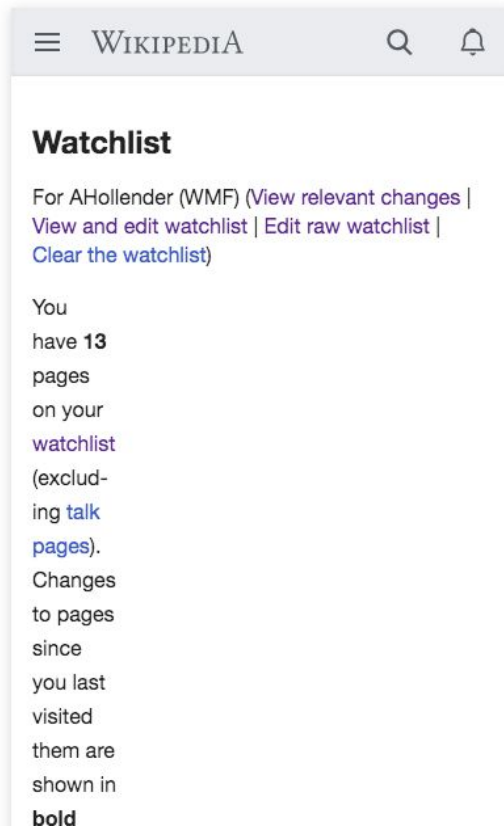 WIKIPEDIA
Watchlist
For AHollender (WMF) (View relevant changes |
View and edit watchlist | Edit raw watchlist |
Clear the watchlist)
You
have 13
pages
on your
watchlist
(exclud-
ing talk
pages).
Changes
to pages
since
you last
visited
them are
shown in
bold